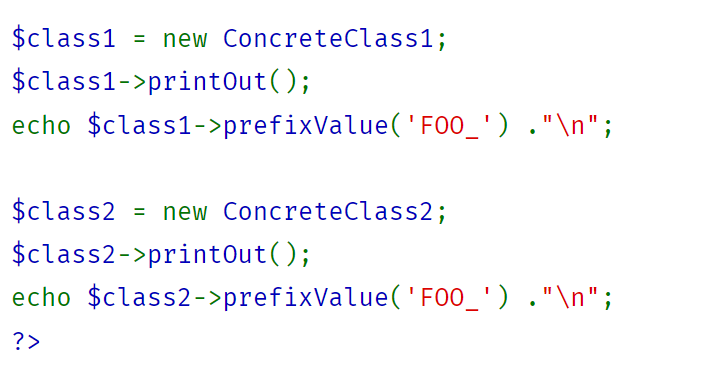 $class1 = new ConcreteClass1;
$class1->printOut();
echo $class1->prefixValue('FOO_') ."\n";
$class2 = new ConcreteClass2;
$class2->printOut();
echo $class2->prefixValue('FOO_') ."\n";
?>